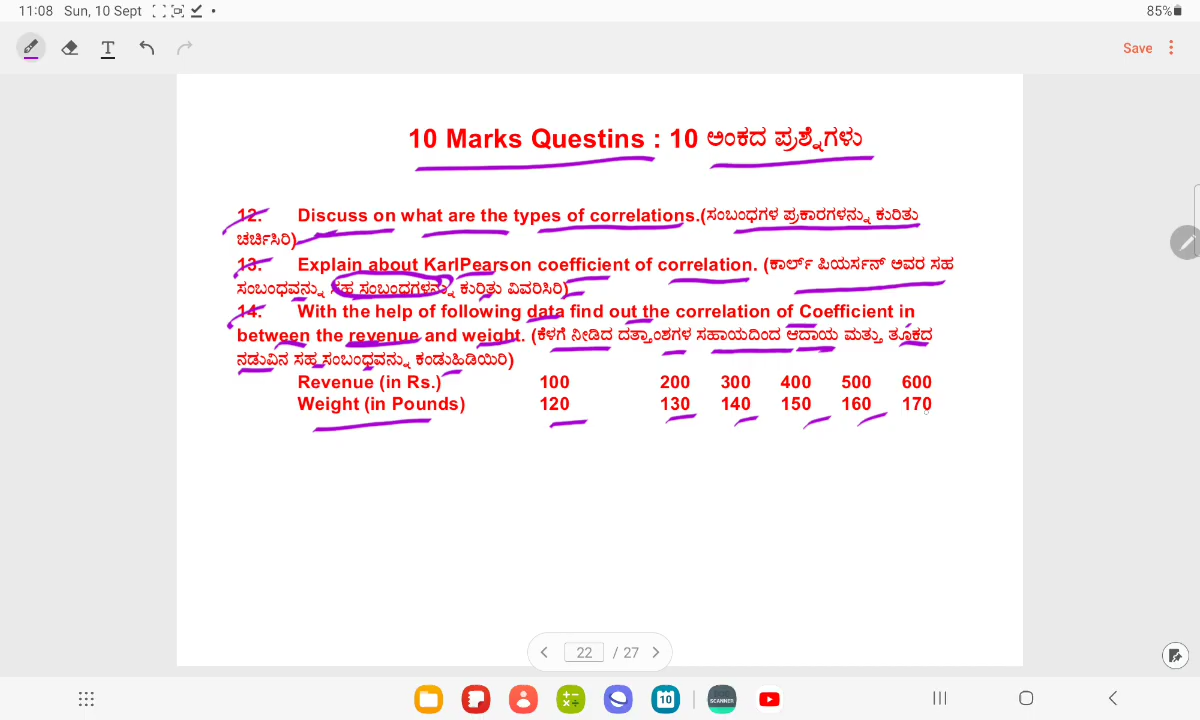 11:08 Sun, 10 Sept 85%
Save
10 Marks Questins : 10 ಅಂಕದ ಪ್ರಶ್ನೆಗಳು
12. Discuss on what are the types of correlations.(ಸಂಬಂಧಗಳ ಪ್ರಕಾರಗಳನ್ನು ಕುರಿತು
ಚರ್ಚಿಸಿರಿ)
13. Explain about KarlPearson coefficient of correlation. (ಕಾರ್ಲ್ ಪಿಯರ್ಸನ್ ಅವರ ಸಹ
ಸಂಬಂಧವನ್ನು ಸಹ ಸಂಬಂಧಗಳನ್ನು ಕುರಿತು ವಿವರಿಸಿರಿ)
14. With the help of following data find out the correlation of Coefficient in
between the revenue and weight. (ಕೆಳಗೆ ನೀಡಿದ ದತ್ತಾಂಶಗಳ ಸಹಾಯದಿಂದ ಆದಾಯ ಮತ್ತು ತೂಕದ
ನಡುವಿನ ಸಹ ಸಂಬಂಧವನ್ನು ಕಂಡುಹಿಡಿಯಿರಿ)
Revenue (in Rs.) 100 200 300 400 500 600
Weight (in Pounds) 120 130 140 150 160 170
22 / 27
10 SCANNER